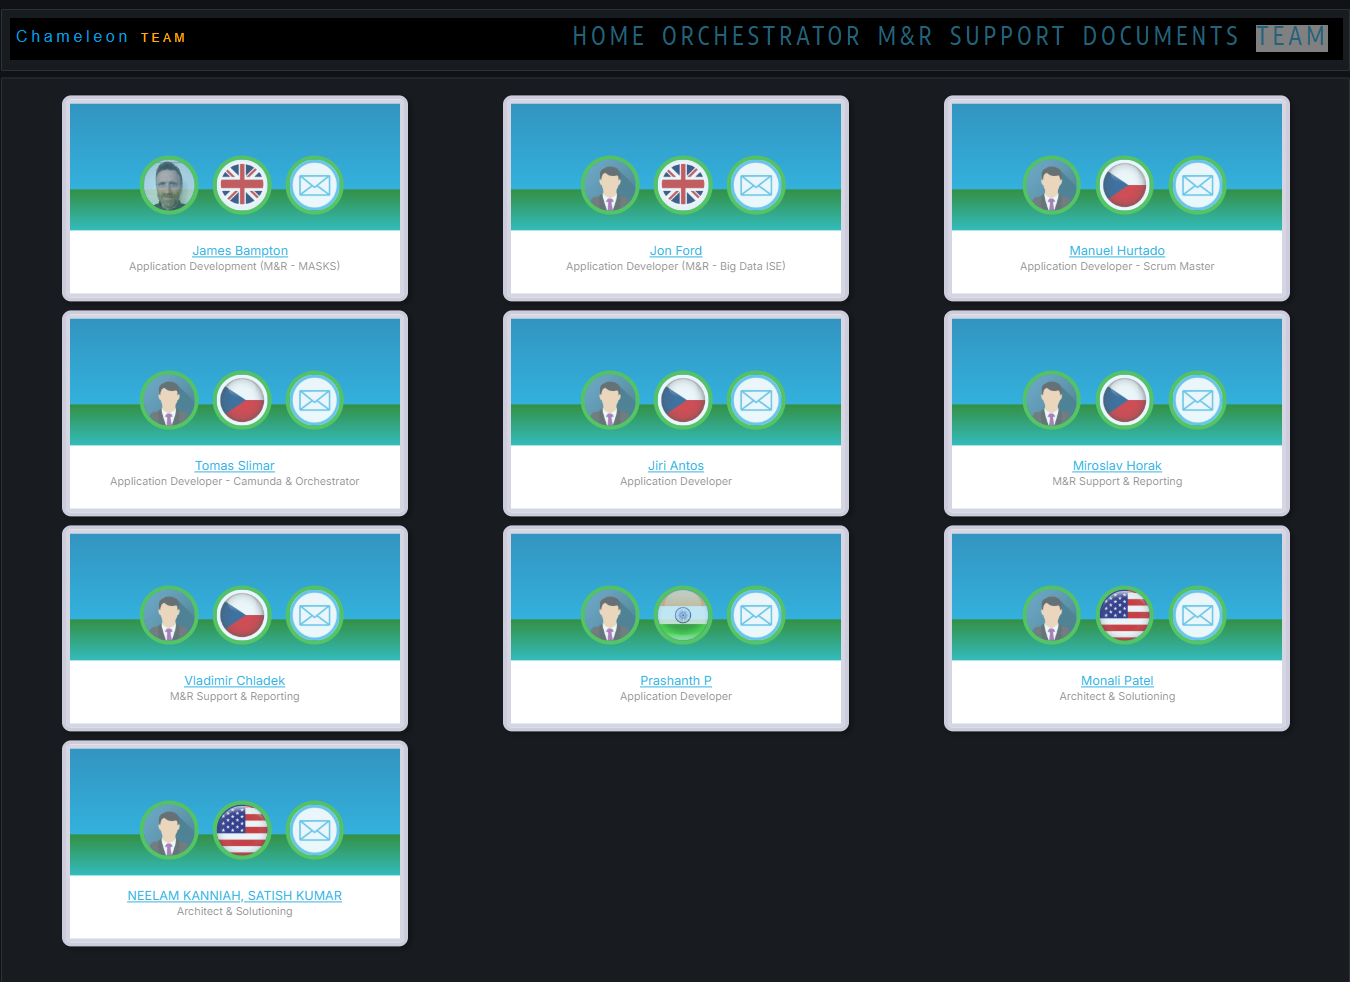 Chameleon TEAM
HOME ORCHESTRATOR M&R SUPPORT DOCUMENTS TEAM
James Bampton
Application Development (M&R - MASKS)
Jon Ford
Application Developer (M&R - Big Data ISE)
Manuel Hurtado
Application Developer - Scrum Master
Tomas Slimar
Application Developer - Camunda & Orchestrator
Jiri Antos
Application Developer
Miroslav Horak
M&R Support & Reporting
Vladimir Chladek
M&R Support & Reporting
Prashanth P
Application Developer
Monali Patel
Architect & Solutioning
NEELAM KANNIAH, SATISH KUMAR
Architect & Solutioning